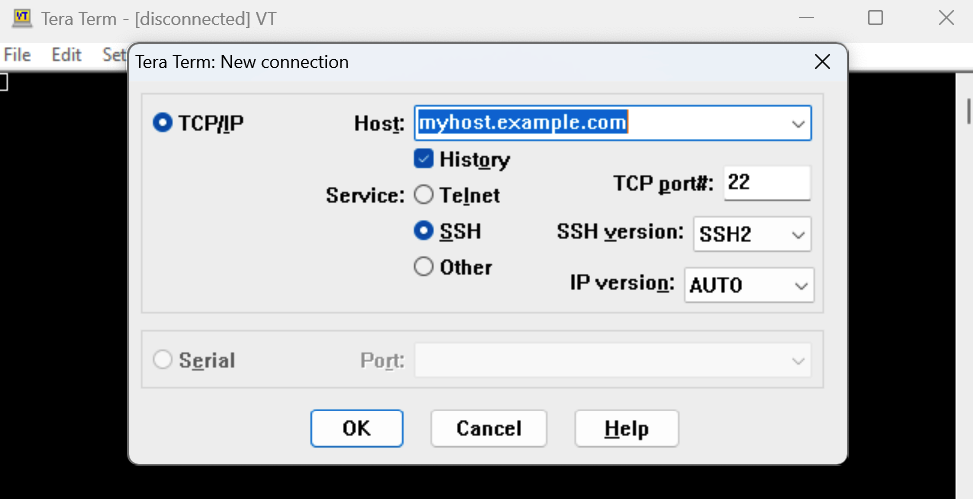 VT Tera Term - [disconnected] VT
File Edit Set
Tera Term: New connection
TCP/IP Host: myhost.example.com
History
TCP port#: 22
Service: Telnet
SSH SSH version: SSH2
Other
IP version: AUTO
Serial Port:
OK Cancel Help